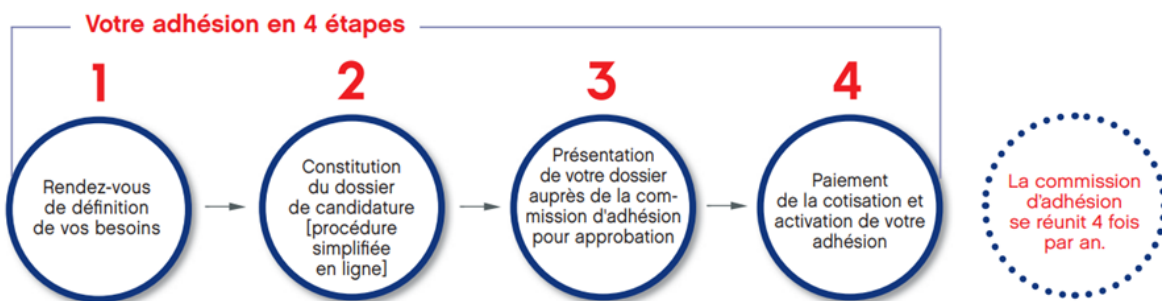 Votre adhésion en 4 étapes
1
Rendez-vous
de définition
de vos besoins
2
Constitution
du dossier
de candidature
[procédure
simplifiée
en ligne]
3
Présentation
de votre dossier
auprès de la com-
mission d'adhésion
pour approbation
4
Paiement
de la cotisation et
activation de votre
adhésion
La commission
d'adhésion
se réunit 4 fois
par an.